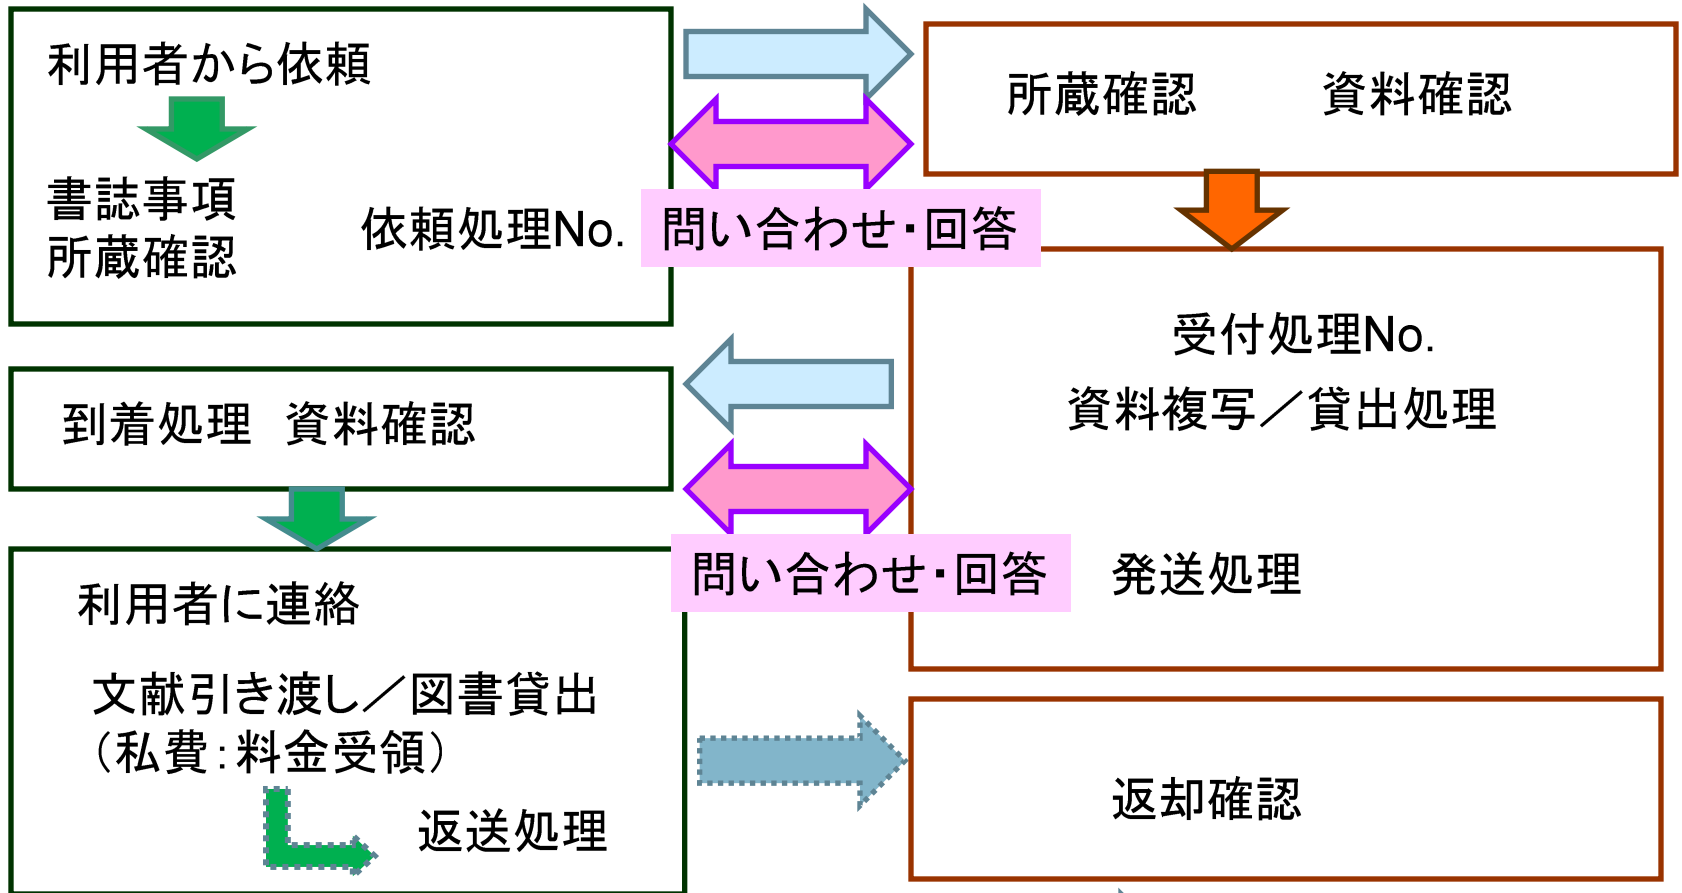 利用者から依頼
書誌事項
所蔵確認
依頼処理No.
問い合わせ・回答
所蔵確認
資料確認
受付処理No.
資料複写／貸出処理
発送処理
到着処理　資料確認
問い合わせ・回答
利用者に連絡
文献引き渡し／図書貸出
（私費：料金受領）
返送処理
返却確認